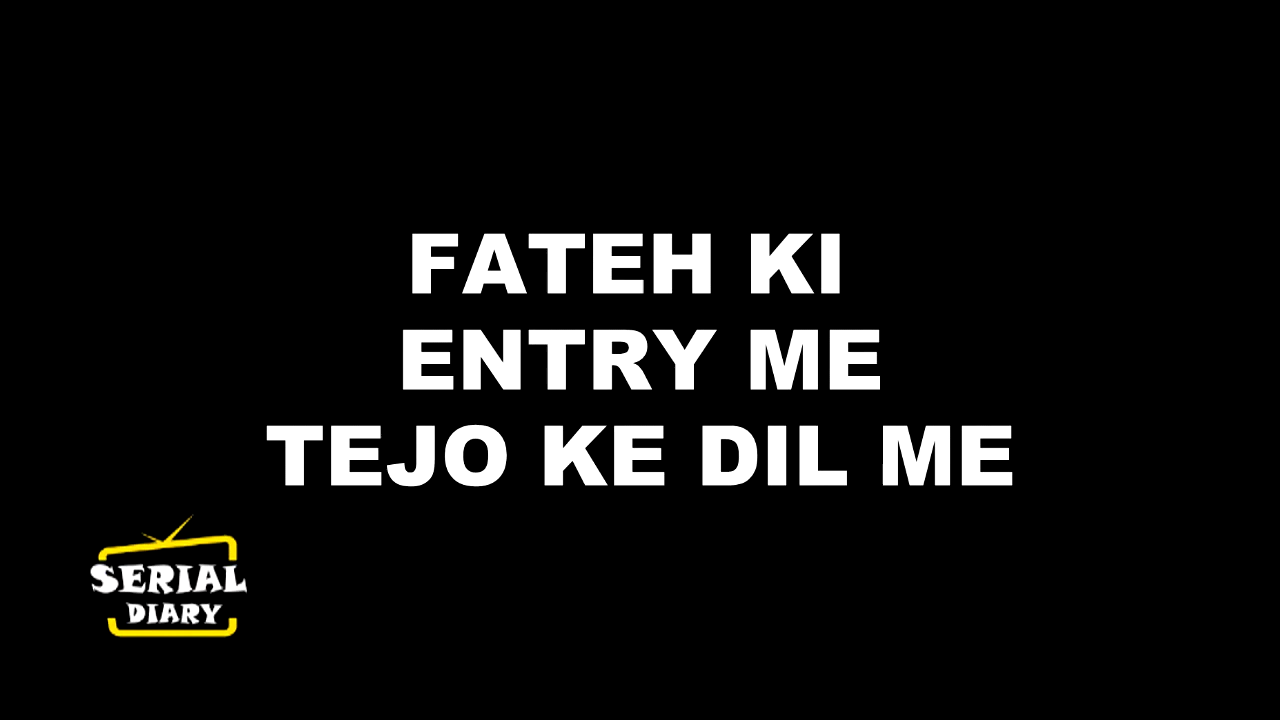 FATEH KI
ENTRY ME
TEJO KE DIL ME
SERIAL
DIARY